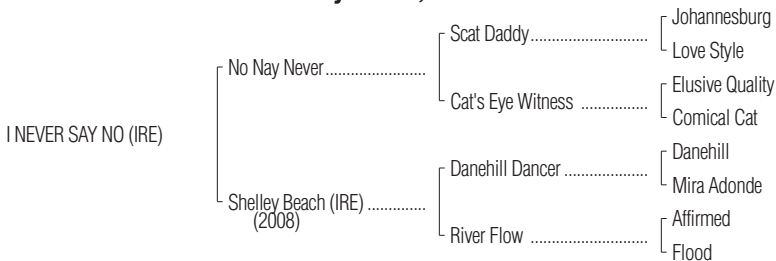 Johannesburg
Scat Daddy
Love Style
No Nay Never
Elusive Quality
Cat's Eye Witness
Comical Cat
I NEVER SAY NO (IRE)
Danehill
Danehill Dancer
Mira Adonde
Shelley Beach (IRE)
(2008)
Affirmed
River Flow
Flood